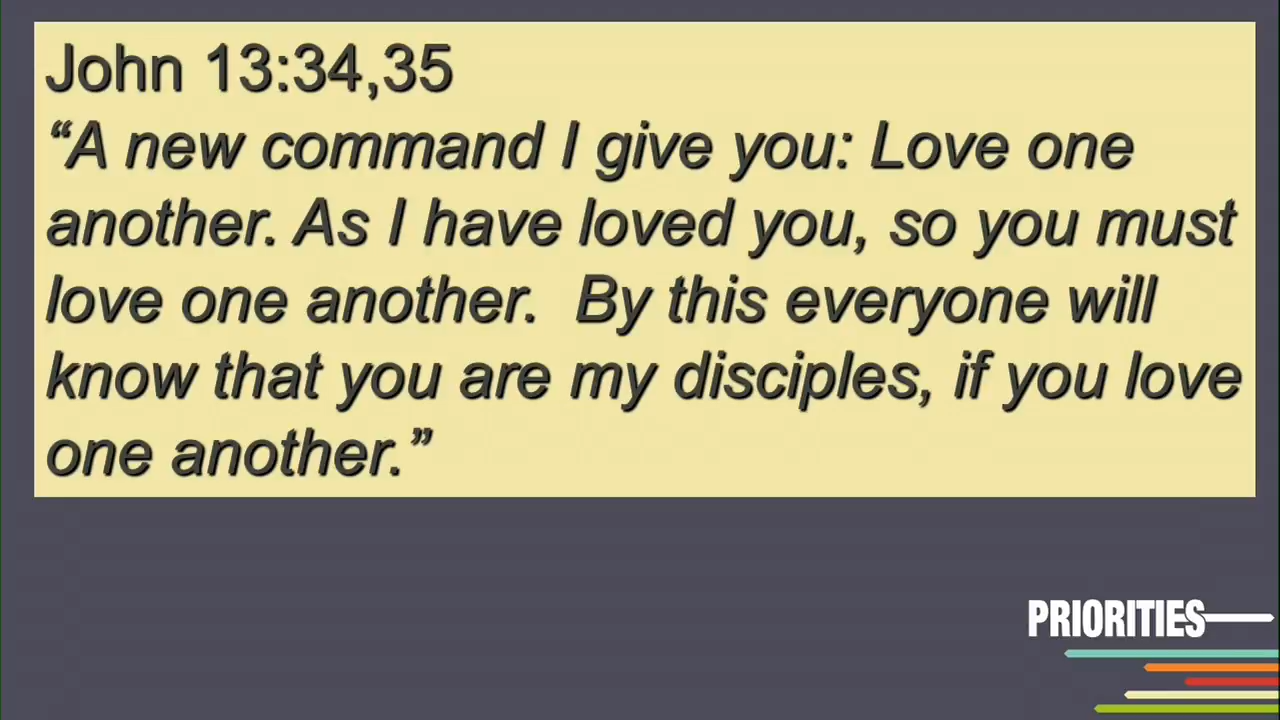 John 13:34,35
“A new command I give you: Love one
another. As I have loved you, so you must
love one another.  By this everyone will
know that you are my disciples, if you love
one another.”
PRIORITIES